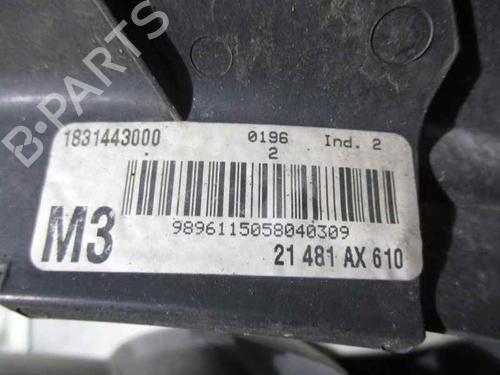 B-PARTS
1831443000 0196 Ind. 2
2
9896115058040309
M3 21 481 AX 610